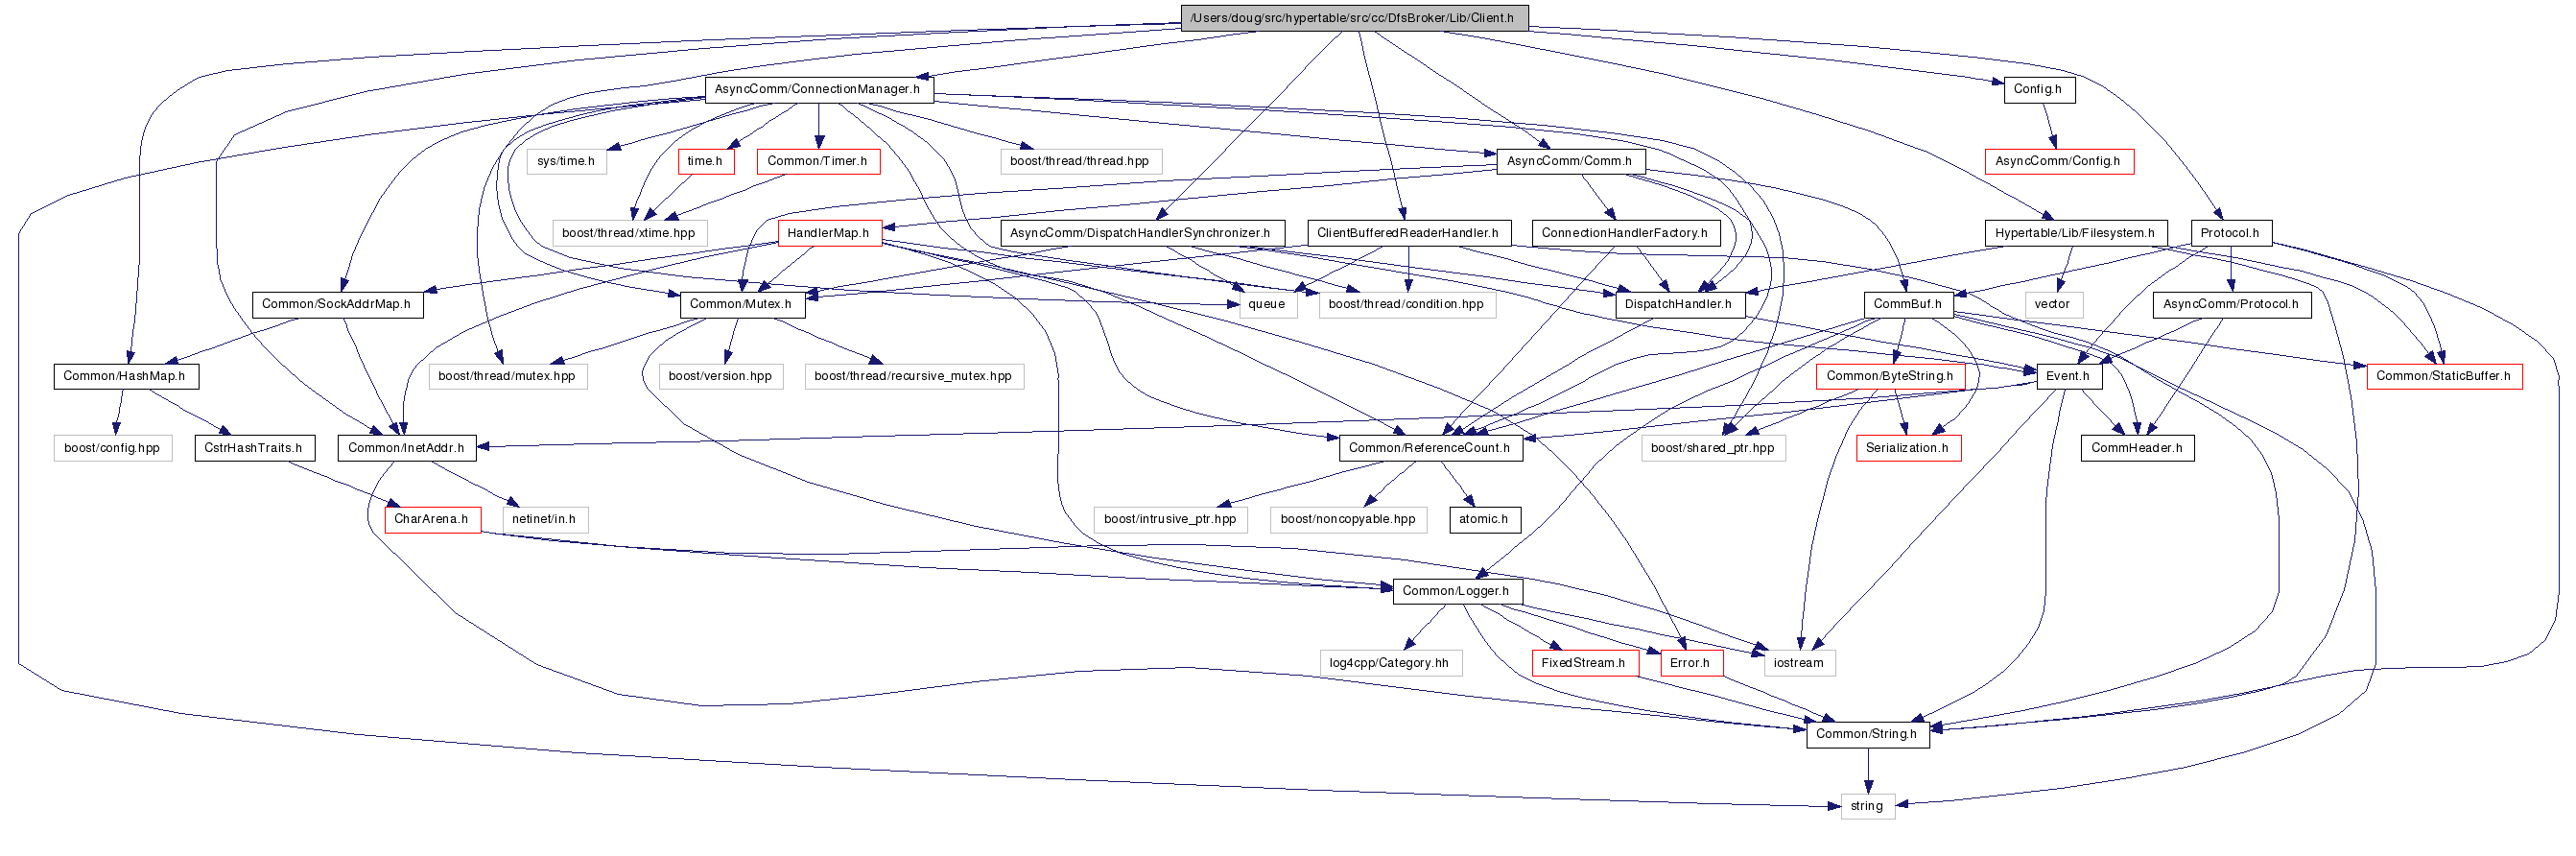 /Users/doug/src/hypertable/src/cc/DfsBroker/Lib/Client.h
AsyncComm/ConnectionManager.h
Config.h
sys/time.h
time.h
Common/Timer.h
boost/thread/thread.hpp
AsyncComm/Comm.h
AsyncComm/Config.h
boost/thread/xtime.hpp
HandlerMap.h
AsyncComm/DispatchHandlerSynchronizer.h
ClientBufferedReaderHandler.h
ConnectionHandlerFactory.h
Hypertable/Lib/Filesystem.h
Protocol.h
Common/SockAddrMap.h
Common/Mutex.h
queue
boost/thread/condition.hpp
DispatchHandler.h
CommBuf.h
vector
AsyncComm/Protocol.h
Common/HashMap.h
boost/thread/mutex.hpp
boost/version.hpp
boost/thread/recursive_mutex.hpp
Common/ByteString.h
Event.h
Common/StaticBuffer.h
boost/config.hpp
CstrHashTraits.h
Common/InetAddr.h
Common/ReferenceCount.h
boost/shared_ptr.hpp
Serialization.h
CommHeader.h
CharArena.h
netinet/in.h
boost/intrusive_ptr.hpp
boost/noncopyable.hpp
atomic.h
Common/Logger.h
log4cpp/Category.hh
FixedStream.h
Error.h
iostream
Common/String.h
string